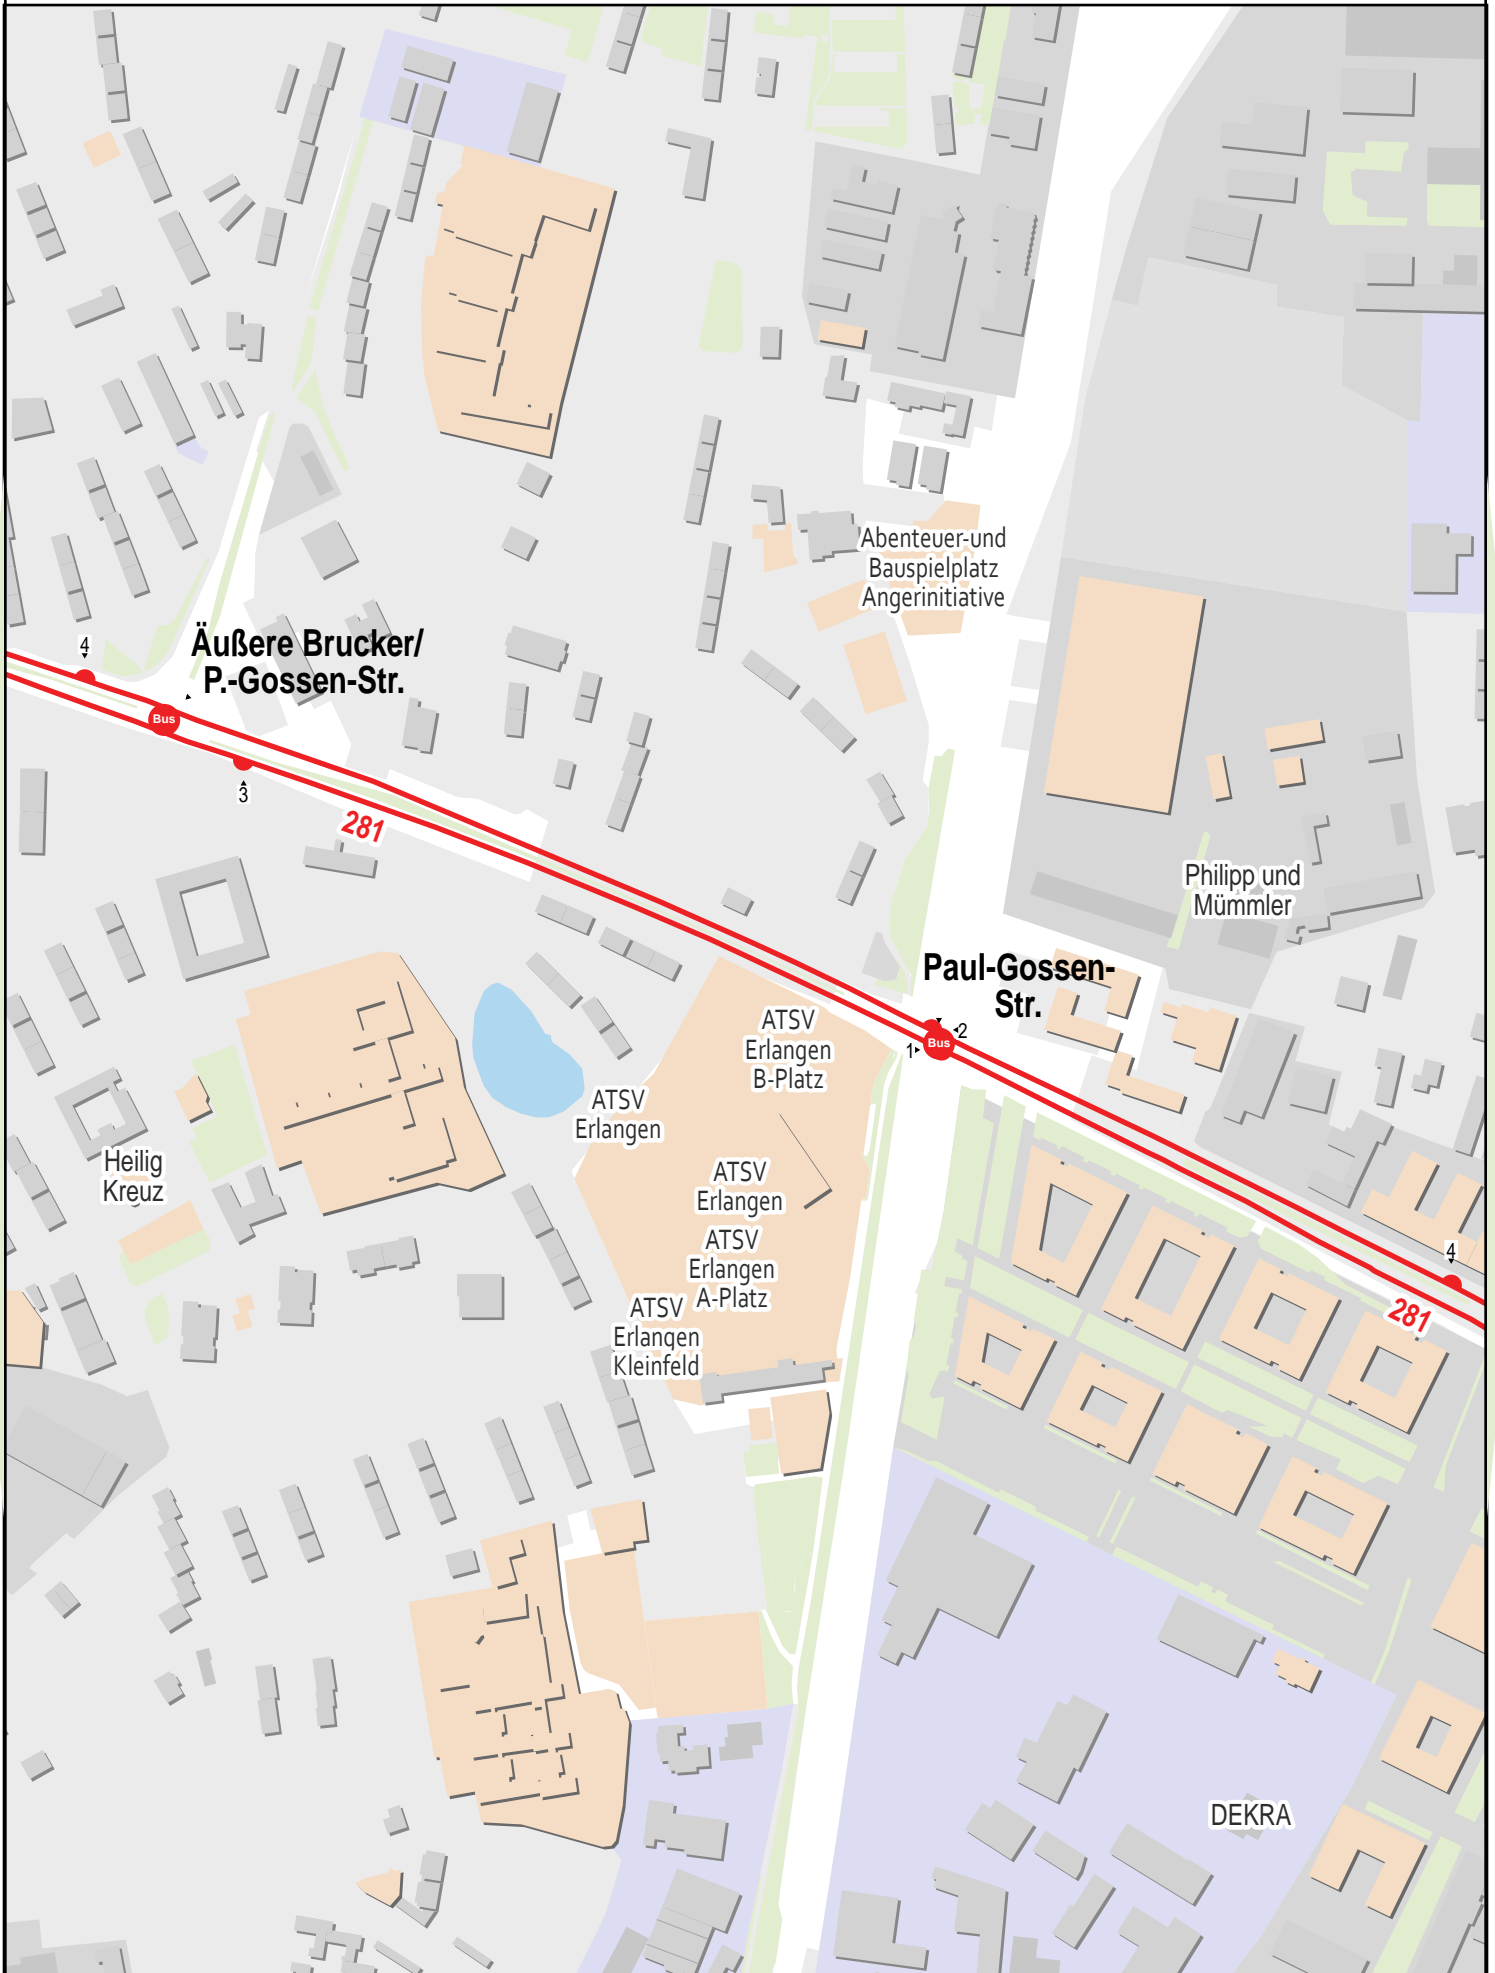 Abenteuer-und
Bauspielplatz
Angerinitiative
4
Äußere Brucker/
P.-Gossen-Str.
Bus
3
281
Philipp und
Mümmler
Paul-Gossen-
Str.
2
1
Bus
ATSV
Erlangen
B-Platz
ATSV
Erlangen
Heilig
Kreuz
ATSV
Erlangen
ATSV
Erlangen
A-Platz
ATSV
Erlangen
Kleinfeld
4
281
DEKRA